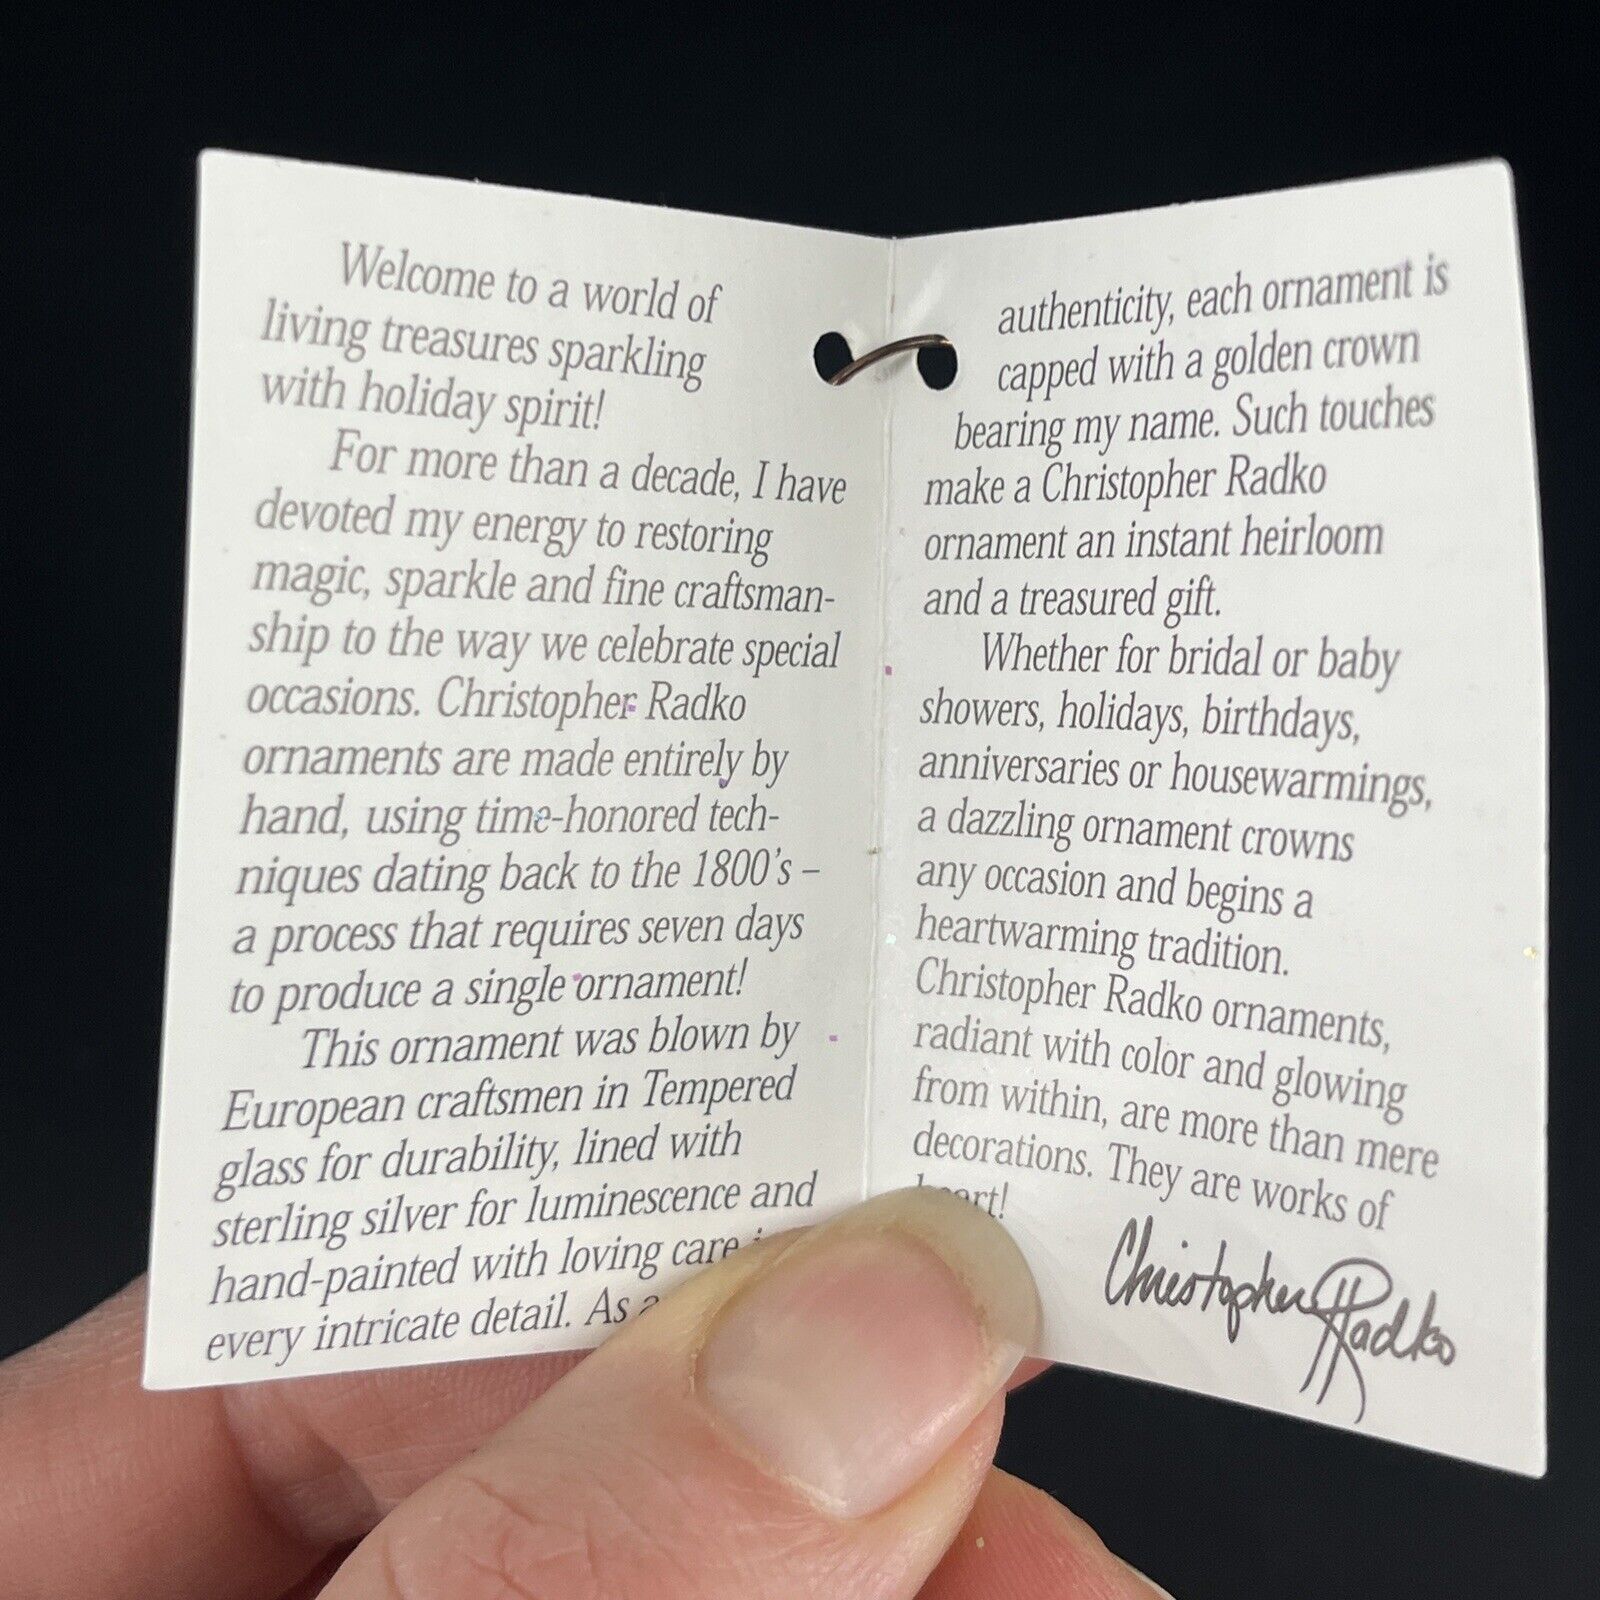 Welcome to a world of
living treasures sparkling
with holiday spirit!
For more than a decade, I have
devoted my energy to restoring
magic, sparkle and fine craftsman-
ship to the way we celebrate special
occasions. Christopher Radko
ornaments are made entirely by
hand, using time-honored tech-
niques dating back to the 1800's –
a process that requires seven days
to produce a single ornament!
This ornament was blown by
European craftsmen in Tempered
glass for durability, lined with
sterling silver for luminescence and
hand-painted with loving care
every intricate detail. As
authenticity, each ornament is
capped with a golden crown
bearing my name. Such touches
make a Christopher Radko
ornament an instant heirloom
and a treasured gift.
Whether for bridal or baby
showers, holidays, birthdays,
anniversaries or housewarmings,
a dazzling ornament crowns
any occasion and begins a
heartwarming tradition.
Christopher Radko ornaments,
radiant with color and glowing
from within, are more than mere
decorations. They are works of
heart!
Christopher Radko